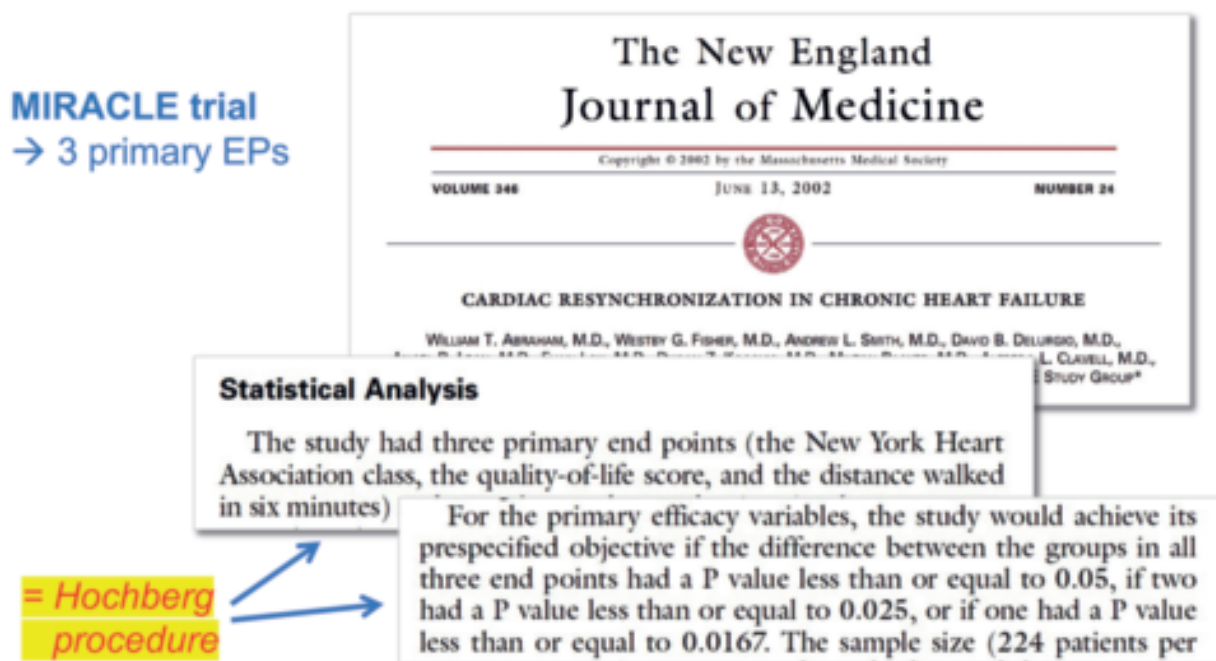 MIRACLE trial
→ 3 primary EPs
The New England
Journal of Medicine
Copyright © 2002 by the Massachusetts Medical Society
VOLUME 346 JUNE 13, 2002 NUMBER 24
CARDIAC RESYNCHRONIZATION IN CHRONIC HEART FAILURE
WILLIAM T. ABRAHAM, M.D., WESTBY G. FISHER, M.D., ANDREW L. SMITH, M.D., DAVID B. DELURGIO, M.D.,
L. CLAVELL, M.D.,
STUDY GROUP*
Statistical Analysis
The study had three primary end points (the New York Heart
Association class, the quality-of-life score, and the distance walked
in six minutes)
For the primary efficacy variables, the study would achieve its
prespecified objective if the difference between the groups in all
three end points had a P value less than or equal to 0.05, if two
had a P value less than or equal to 0.025, or if one had a P value
less than or equal to 0.0167. The sample size (224 patients per
= Hochberg
procedure